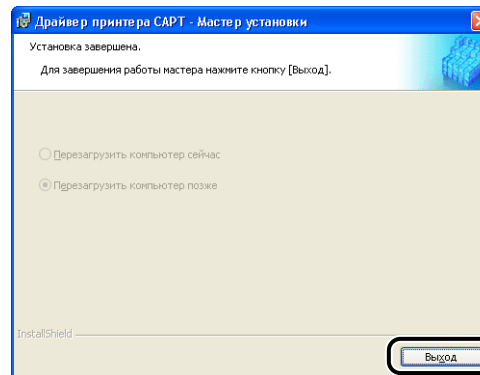 Драйвер принтера CAPT - Мастер установки
Установка завершена.
Для завершения работы мастера нажмите кнопку [Выход].
Перезагрузить компьютер сейчас
Перезагрузить компьютер позже
InstallShield
Выход